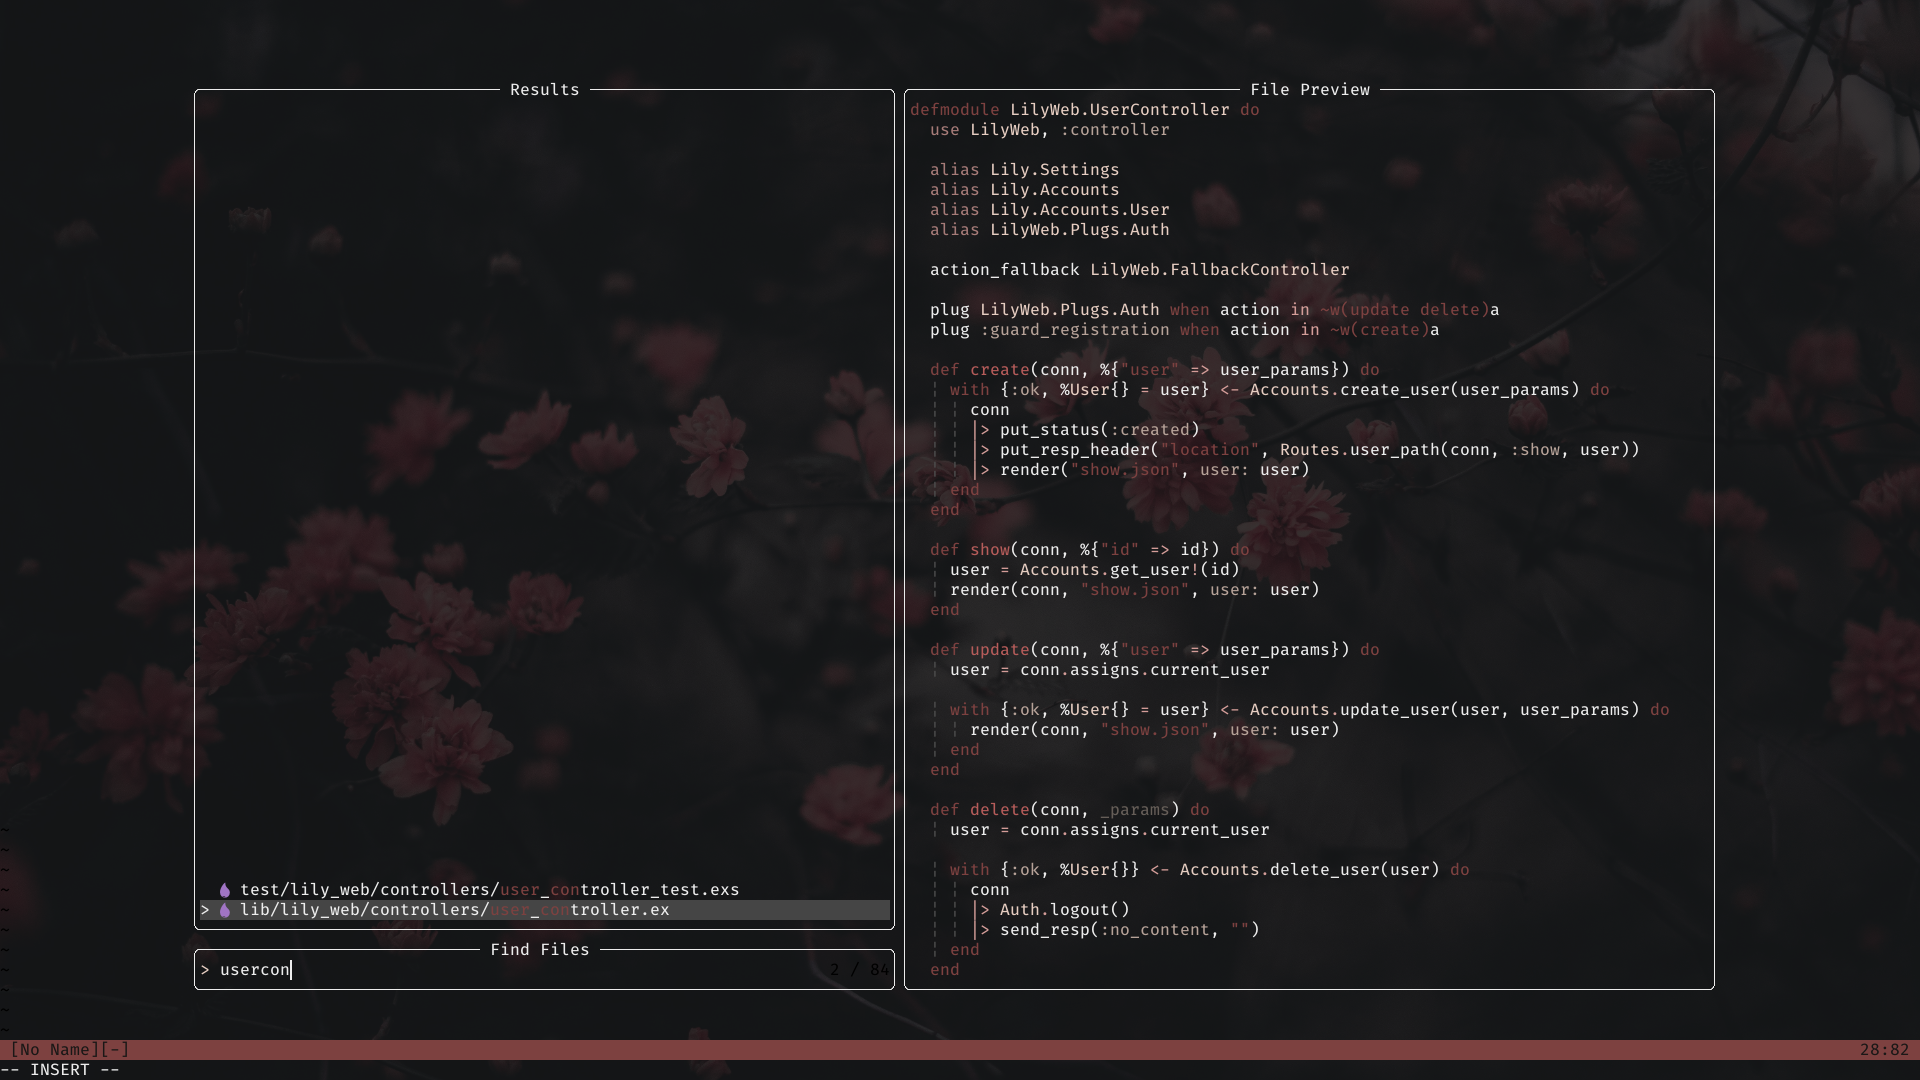 Results
test/lily_web/controllers/user_controller_test.exs
> lib/lily_web/controllers/user_controller.ex
Find Files
> usercon 2 / 84
File Preview
defmodule LilyWeb.UserController do
  use LilyWeb, :controller

  alias Lily.Settings
  alias Lily.Accounts
  alias Lily.Accounts.User
  alias LilyWeb.Plugs.Auth

  action_fallback LilyWeb.FallbackController

  plug LilyWeb.Plugs.Auth when action in ~w(update delete)a
  plug :guard_registration when action in ~w(create)a

  def create(conn, %{"user" => user_params}) do
    with {:ok, %User{} = user} <- Accounts.create_user(user_params) do
      conn
      |> put_status(:created)
      |> put_resp_header("location", Routes.user_path(conn, :show, user))
      |> render("show.json", user: user)
    end
  end

  def show(conn, %{"id" => id}) do
    user = Accounts.get_user!(id)
    render(conn, "show.json", user: user)
  end

  def update(conn, %{"user" => user_params}) do
    user = conn.assigns.current_user

    with {:ok, %User{} = user} <- Accounts.update_user(user, user_params) do
      render(conn, "show.json", user: user)
    end
  end

  def delete(conn, _params) do
    user = conn.assigns.current_user

    with {:ok, %User{}} <- Accounts.delete_user(user) do
      conn
      |> Auth.logout()
      |> send_resp(:no_content, "")
    end
  end
~
~
~
~
~
~
~
~
~
~
~
[No Name][-] 28:82
-- INSERT --